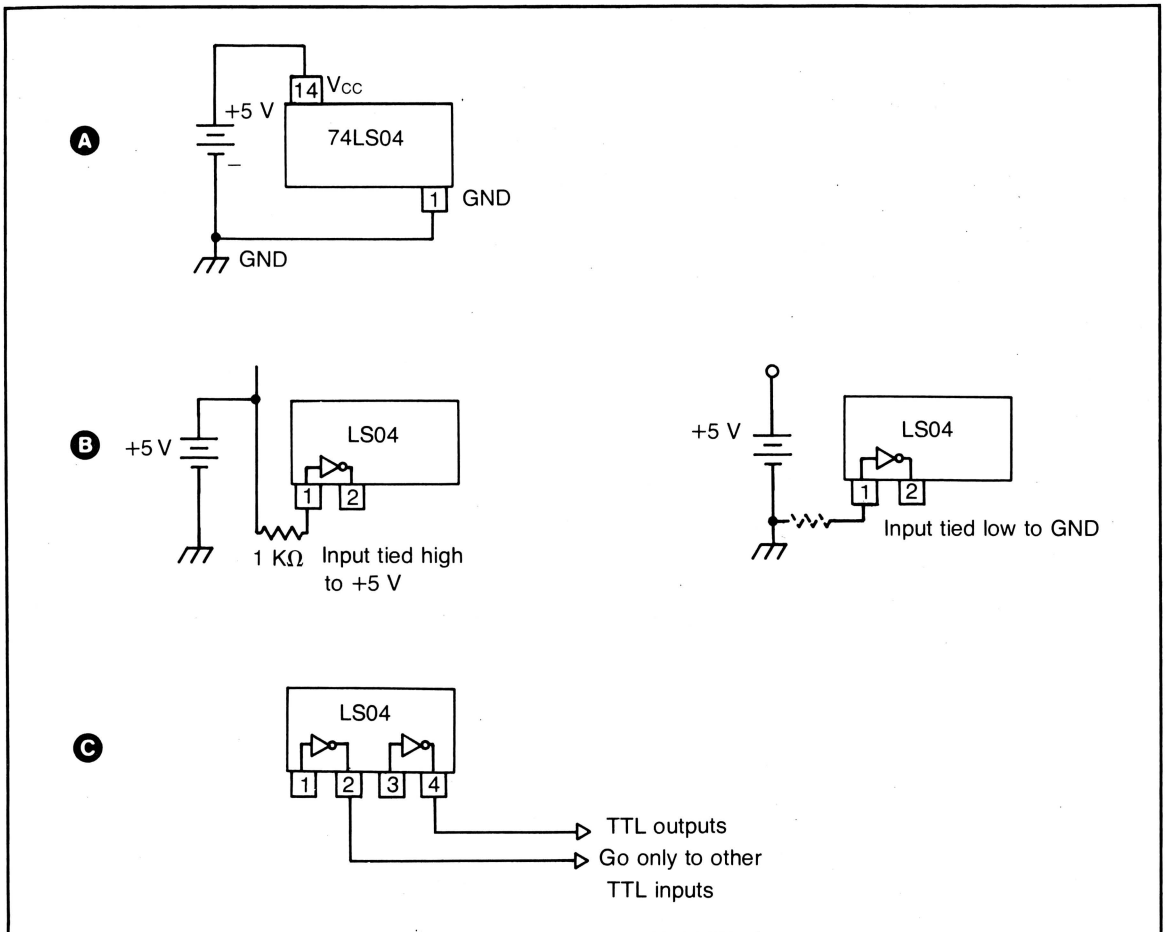 A
14
Vcc
+5 V
–
74LS04
1
GND
GND
B
+5 V
LS04
1
2
1 KΩ
Input tied high
to +5 V
+5 V
LS04
1
2
Input tied low to GND
C
LS04
1
2
3
4
TTL outputs
Go only to other
TTL inputs